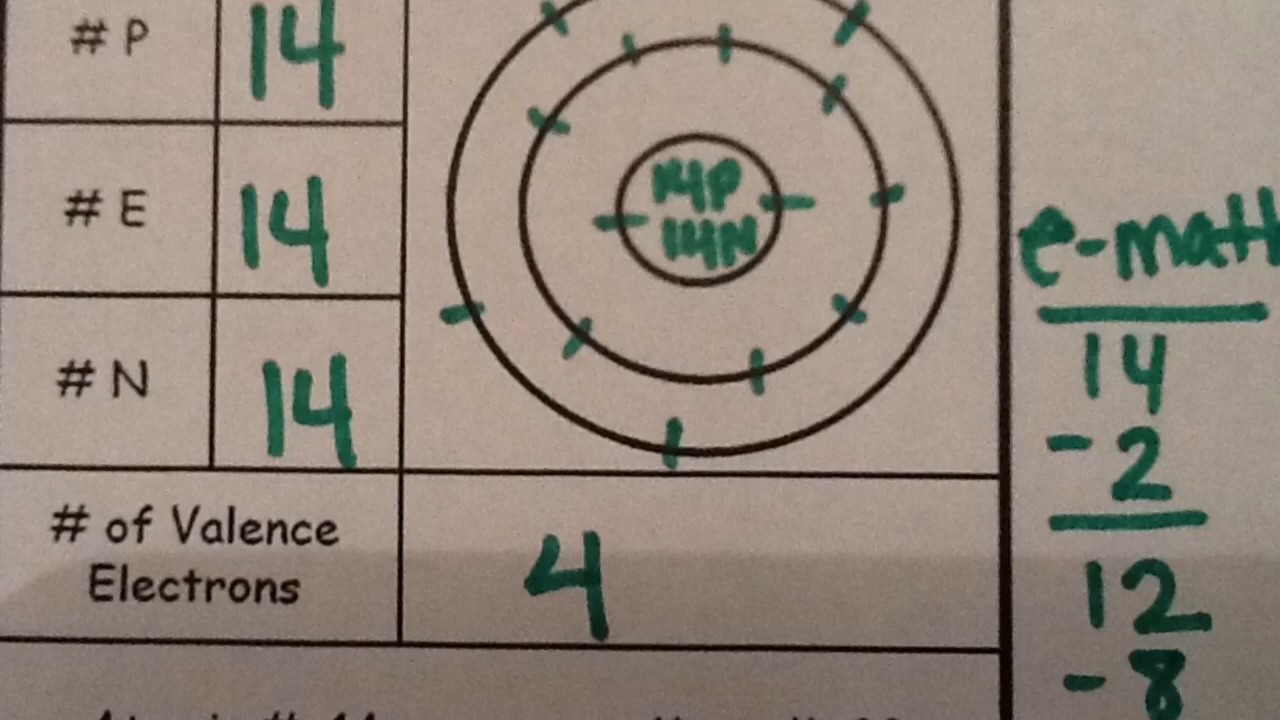 # P 14
# E 14
# N 14
14P
14N
# of Valence
Electrons
4
e-math
14
- 2
12
- 8